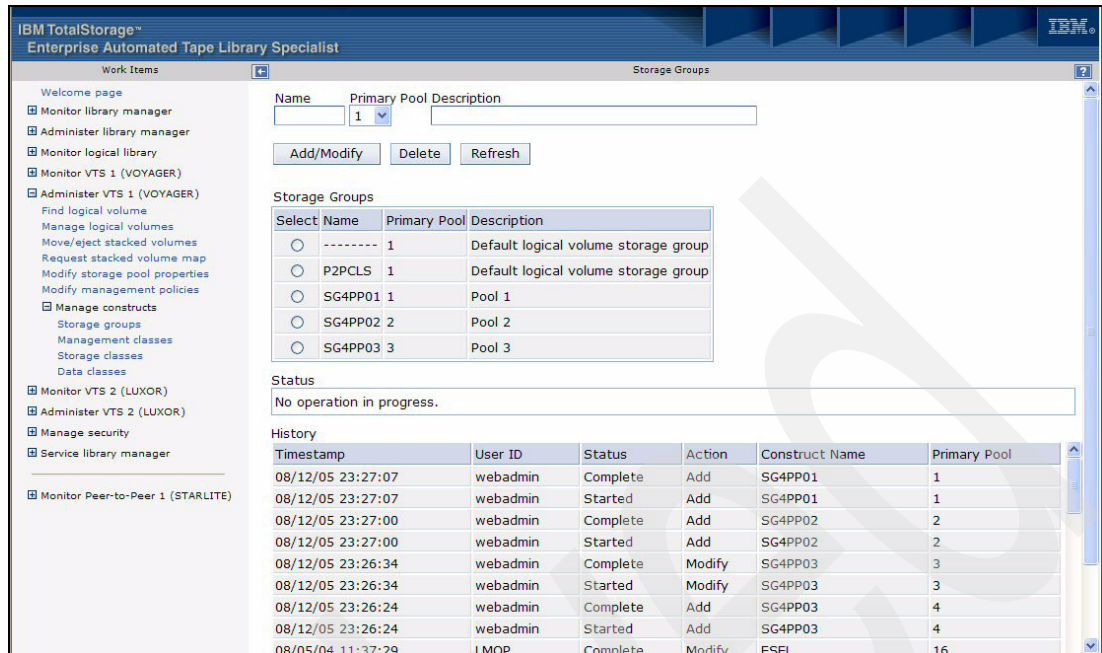 IBM TotalStorage™
Enterprise Automated Tape Library Specialist
IBM®
Work Items
Storage Groups
?
Welcome page
Monitor library manager
Administer library manager
Monitor logical library
Monitor VTS 1 (VOYAGER)
Administer VTS 1 (VOYAGER)
Find logical volume
Manage logical volumes
Move/eject stacked volumes
Request stacked volume map
Modify storage pool properties
Modify management policies
Manage constructs
Storage groups
Management classes
Storage classes
Data classes
Monitor VTS 2 (LUXOR)
Administer VTS 2 (LUXOR)
Manage security
Service library manager
Monitor Peer-to-Peer 1 (STARLITE)
Name Primary Pool Description
1
Add/Modify Delete Refresh
Storage Groups
Select Name Primary Pool Description
-------- 1 Default logical volume storage group
P2PCLS 1 Default logical volume storage group
SG4PP01 1 Pool 1
SG4PP02 2 Pool 2
SG4PP03 3 Pool 3
Status
No operation in progress.
History
Timestamp User ID Status Action Construct Name Primary Pool
08/12/05 23:27:07 webadmin Complete Add SG4PP01 1
08/12/05 23:27:07 webadmin Started Add SG4PP01 1
08/12/05 23:27:00 webadmin Complete Add SG4PP02 2
08/12/05 23:27:00 webadmin Started Add SG4PP02 2
08/12/05 23:26:34 webadmin Complete Modify SG4PP03 3
08/12/05 23:26:34 webadmin Started Modify SG4PP03 3
08/12/05 23:26:24 webadmin Complete Add SG4PP03 4
08/12/05 23:26:24 webadmin Started Add SG4PP03 4
08/05/04 11:37:29 LMOP Complete Modify 16